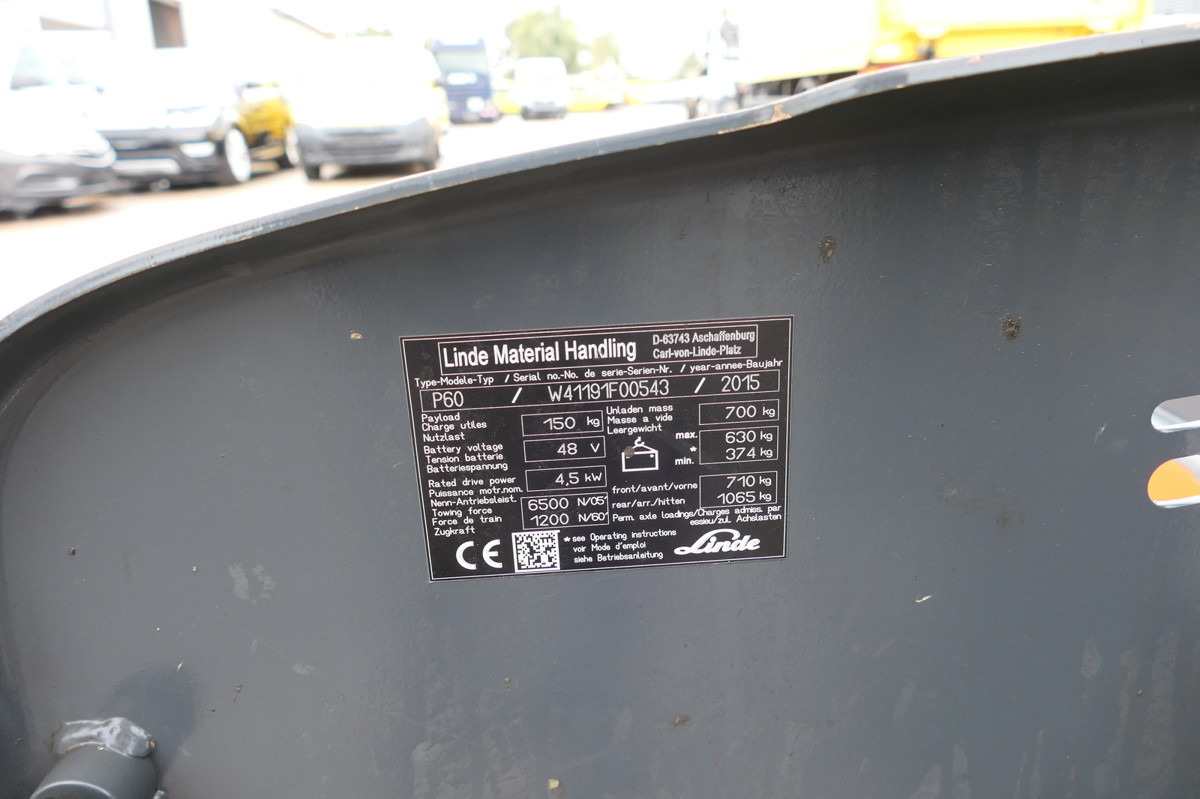 Linde Material Handling
D-63743 Aschaffenburg
Carl-von-Linde-Platz
Type-Modele-Typ / Serial no.-No. de serie-Serien-Nr. / year-annee-Baujahr
P60 / W41191F00543 / 2015
Payload
Charge utiles
Nutzlast
150 kg
Battery voltage
Tension batterie
Batteriespannung
48 V
Rated drive power
Puissance motr.nom.
Nenn-Antriebsleist.
4,5 kW
Towing force
Force de train
Zugkraft
6500 N/05'
1200 N/60'
Unladen mass
Masse a vide
Leergewicht
700 kg
max. 630 kg
*
min. 374 kg
front/avant/vorne 710 kg
rear/arr./hitten 1065 kg
Perm. axle loadings/Charges admiss. par
essieu/zul. Achslasten
CE
*see Operating instructions
voir Mode d'emploi
siehe Betriebsanleitung
Linde